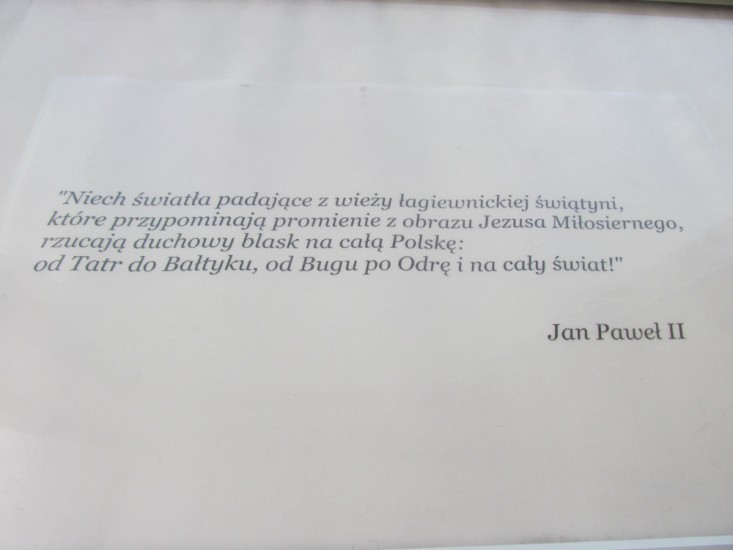 "Niech światła padające z wieży łagiewnickiej świątyni,
które przypominają promienie z obrazu Jezusa Miłosiernego,
rzucają duchowy blask na całą Polskę:
od Tatr do Bałtyku, od Bugu po Odrę i na cały świat!"
Jan Paweł II